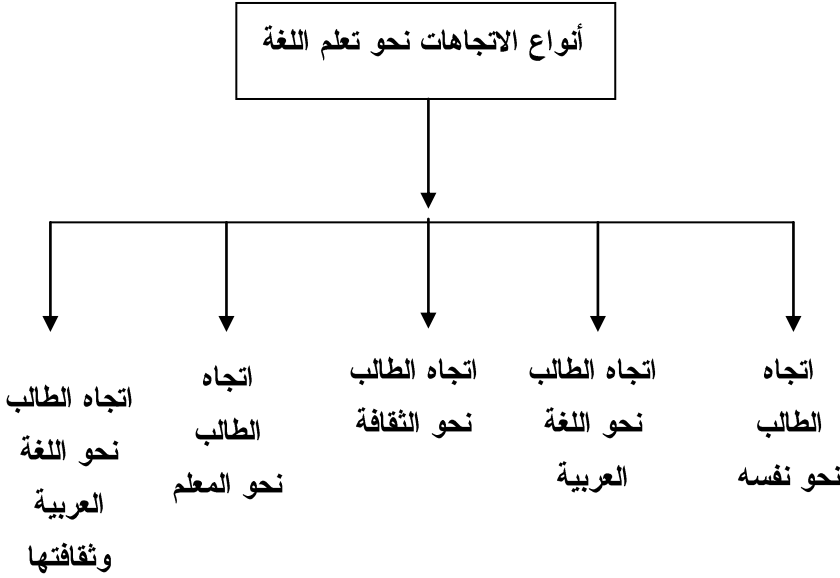 أنواع الاتجاهات نحو تعلم اللغة
اتجاه
الطالب
نحو نفسه
اتجاه الطالب
نحو اللغة
العربية
اتجاه الطالب
نحو الثقافة
اتجاه
الطالب
نحو المعلم
اتجاه الطالب
نحو اللغة
العربية
وثقافتها